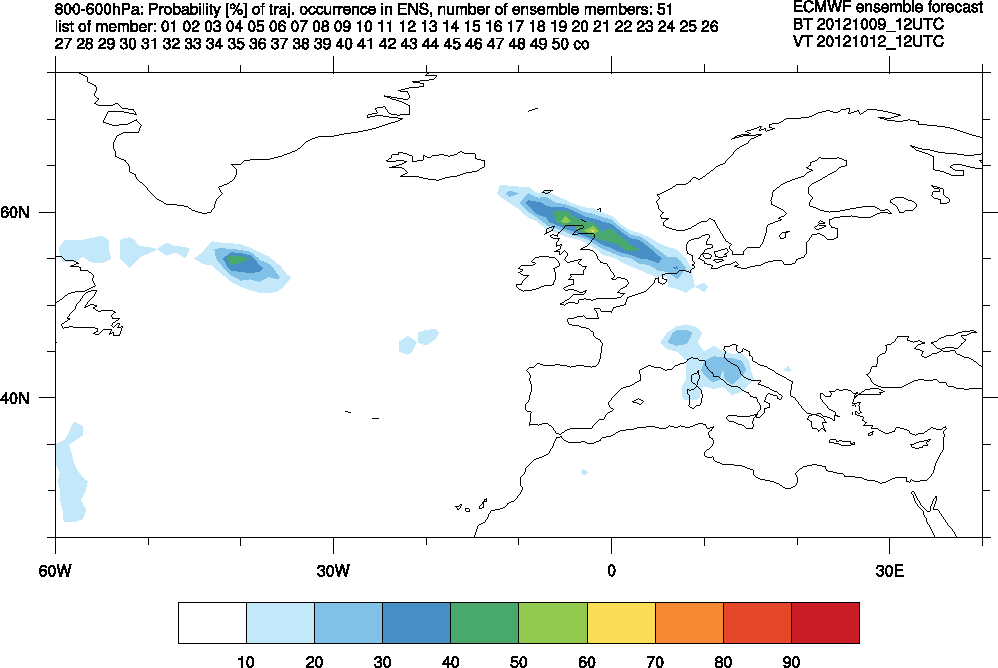 800-600hPa: Probability [%] of traj. occurrence in ENS, number of ensemble members: 51
list of member: 01 02 03 04 05 06 07 08 09 10 11 12 13 14 15 16 17 18 19 20 21 22 23 24 25 26
27 28 29 30 31 32 33 34 35 36 37 38 39 40 41 42 43 44 45 46 47 48 49 50 co
ECMWF ensemble forecast
BT 20121009_12UTC
VT 20121012_12UTC
60N
40N
60W 30W 0 30E
10 20 30 40 50 60 70 80 90